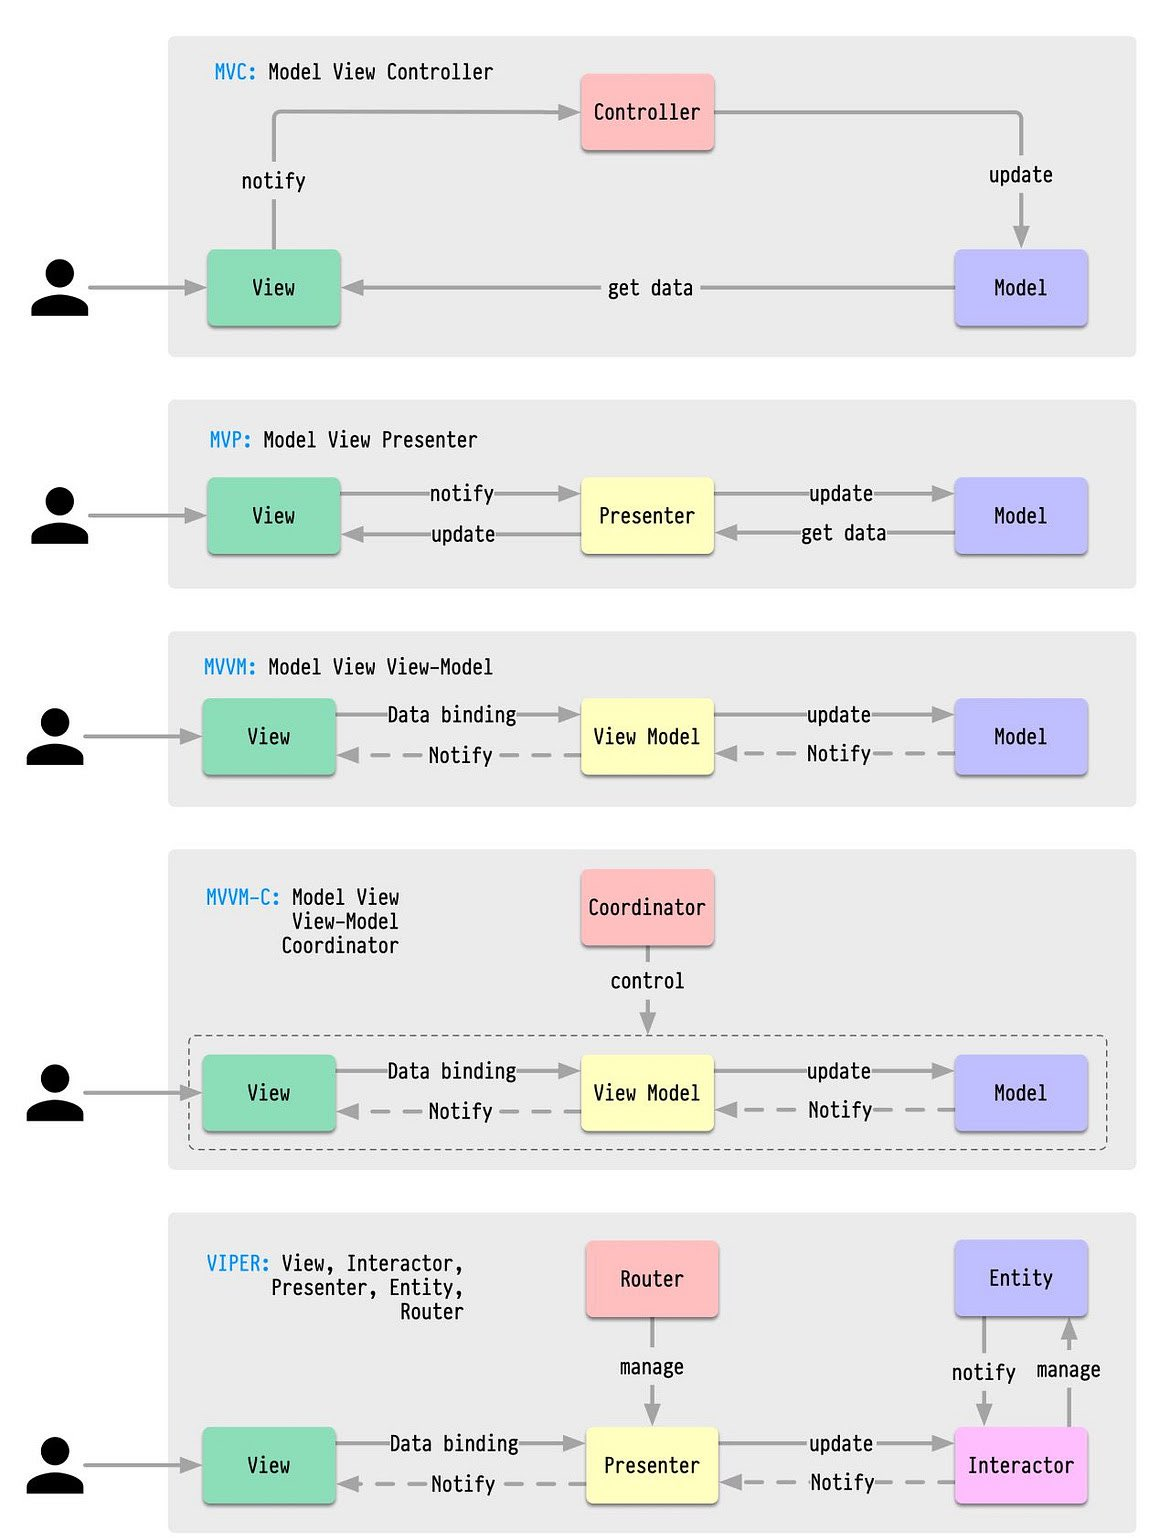 MVC: Model View Controller
Controller
notify
update
View
get data
Model
MVP: Model View Presenter
View
notify
update
Presenter
update
get data
Model
MVVM: Model View View-Model
View
Data binding
Notify
View Model
update
Notify
Model
MVVM-C: Model View
View-Model
Coordinator
Coordinator
control
View
Data binding
Notify
View Model
update
Notify
Model
VIPER: View, Interactor,
Presenter, Entity,
Router
Router
Entity
manage
notify
manage
View
Data binding
Notify
Presenter
update
Notify
Interactor